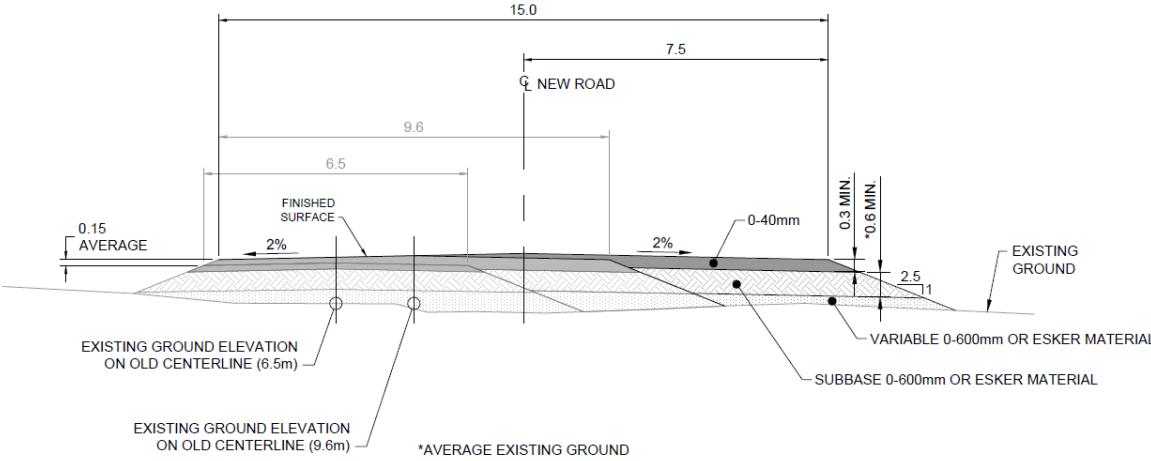 15.0
7.5
℄ NEW ROAD
9.6
6.5
FINISHED
SURFACE
0.15
AVERAGE
2%
2%
0-40mm
0.3 MIN.
*0.6 MIN.
2.5
1
EXISTING
GROUND
EXISTING GROUND ELEVATION
ON OLD CENTERLINE (6.5m)
VARIABLE 0-600mm OR ESKER MATERIAL
SUBBASE 0-600mm OR ESKER MATERIAL
EXISTING GROUND ELEVATION
ON OLD CENTERLINE (9.6m)
*AVERAGE EXISTING GROUND